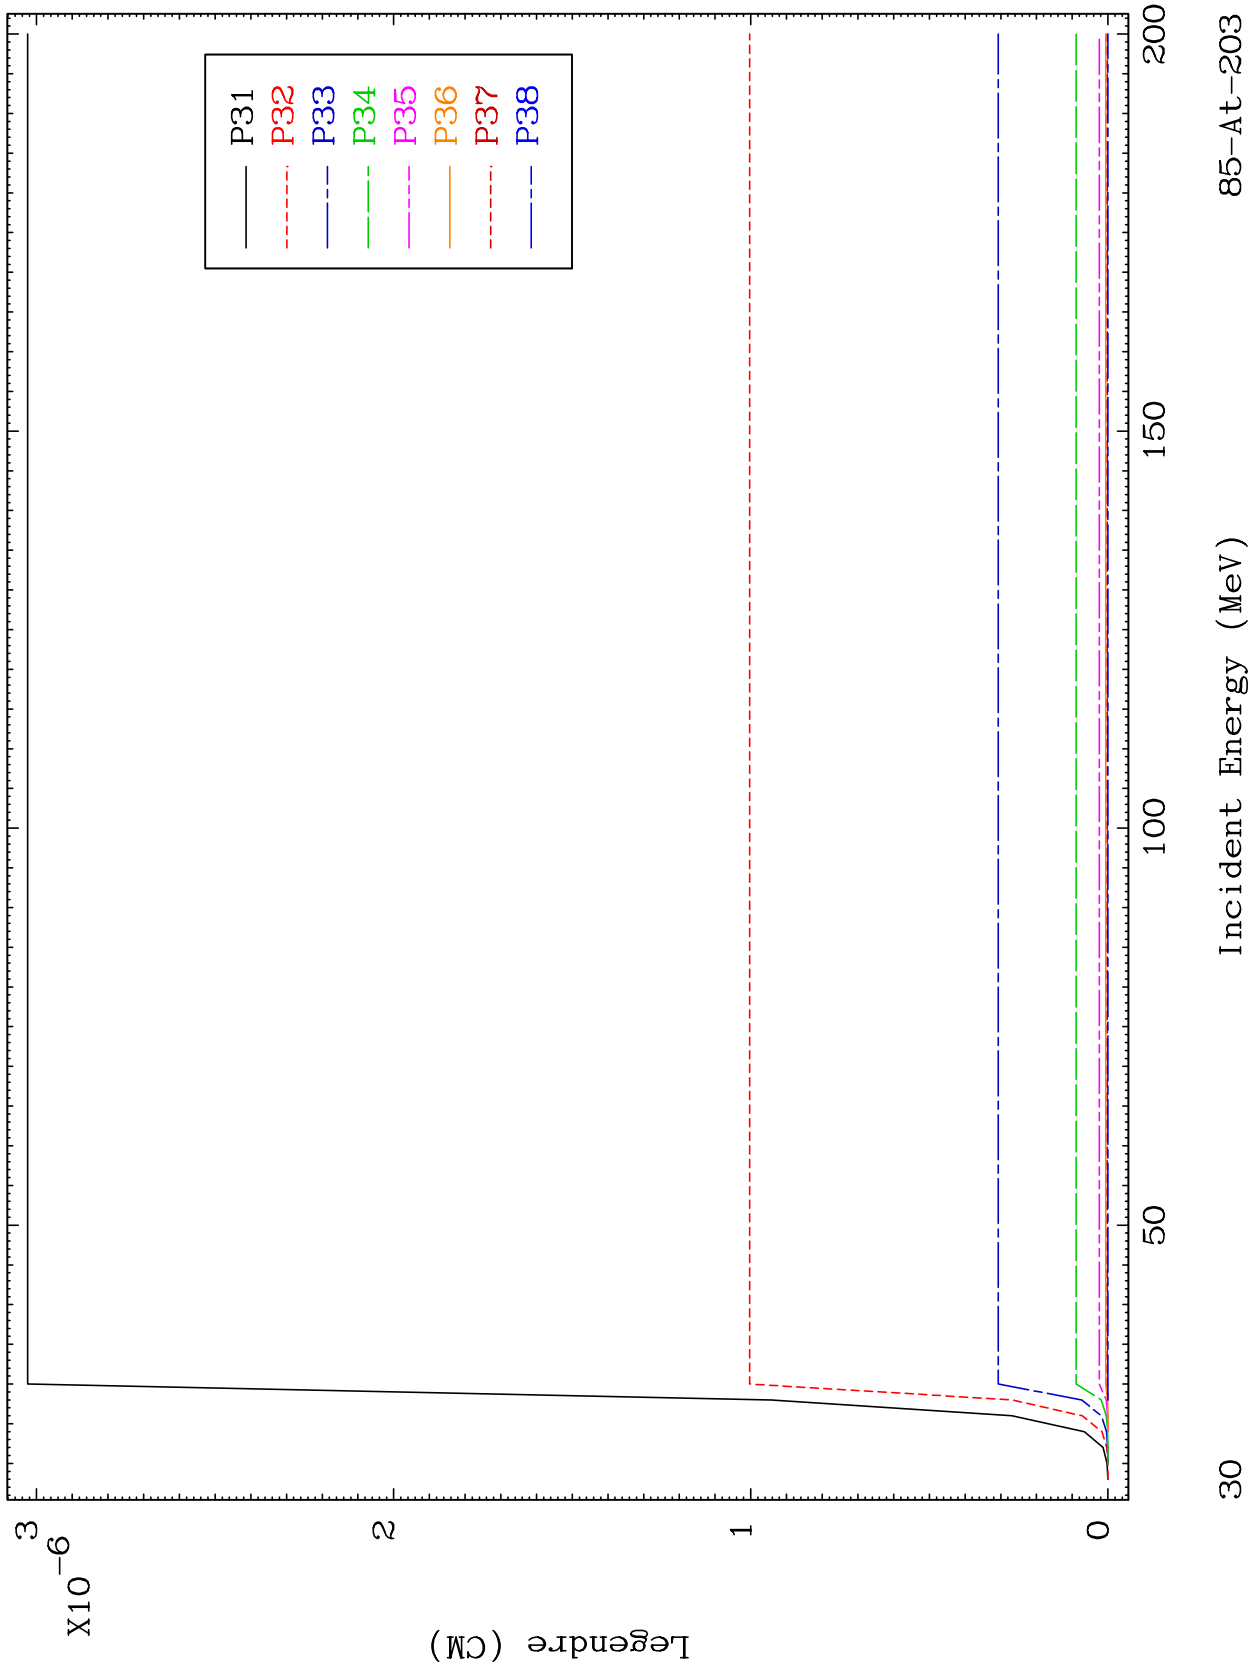 X10-6
3
2
1
0
Legendre (CM)
P31
P32
P33
P34
P35
P36
P37
P38
50
100
150
200
Incident Energy (MeV)
30
85-At-203